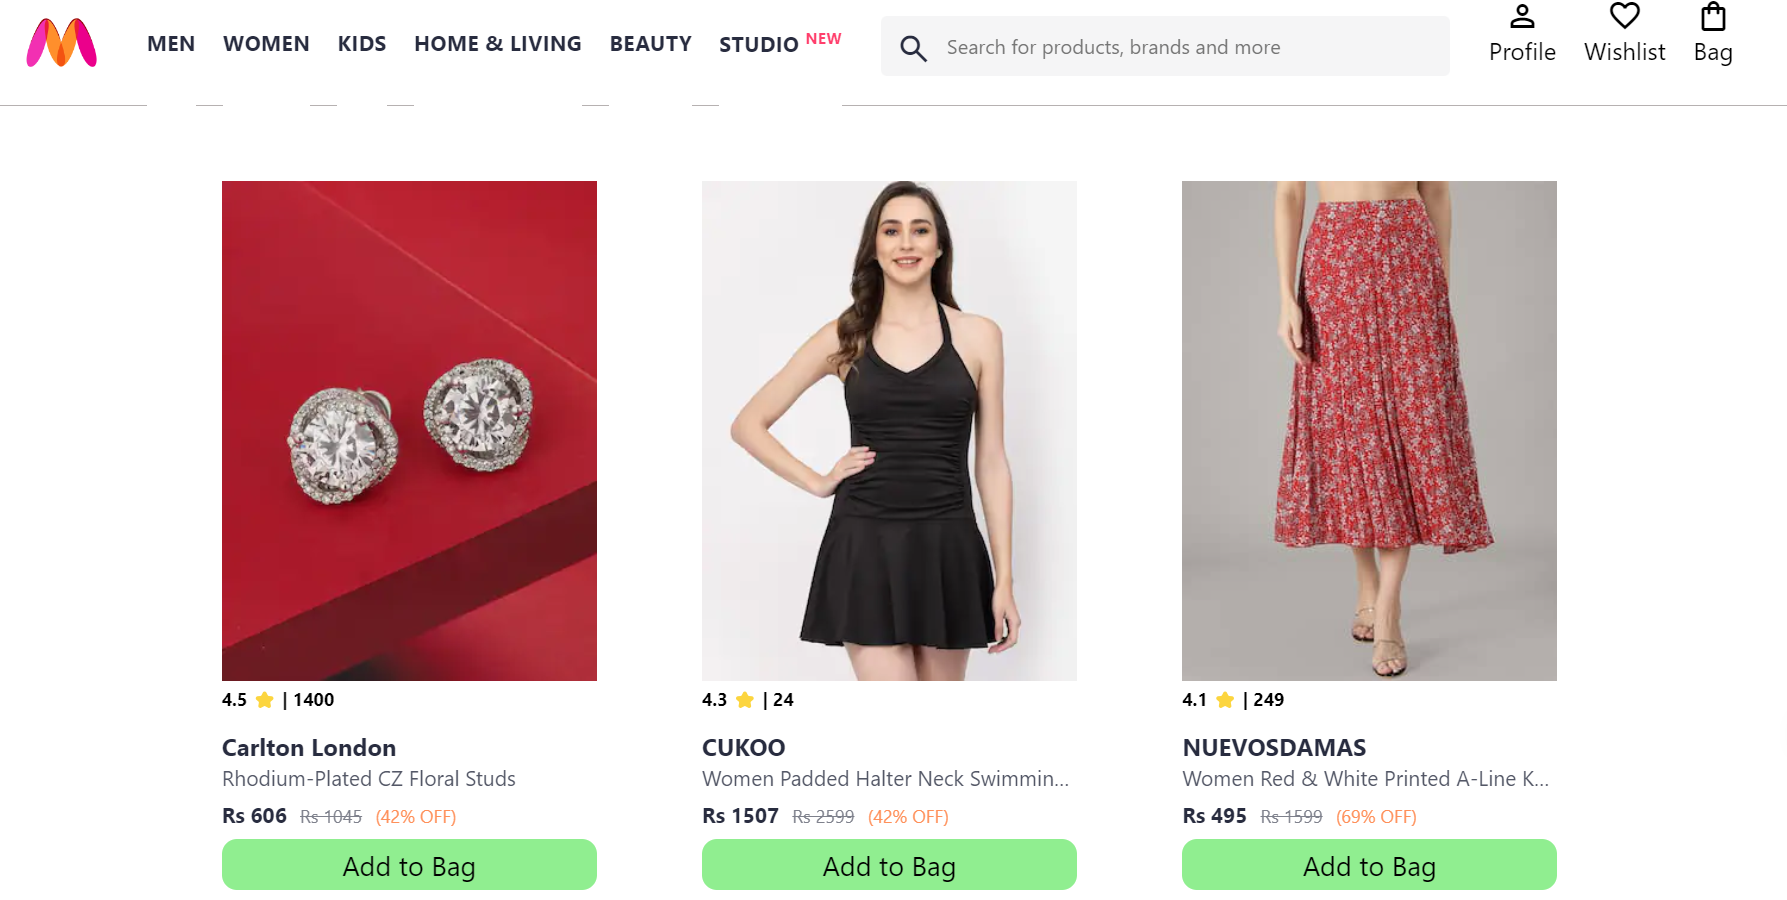 MEN WOMEN KIDS HOME & LIVING BEAUTY STUDIO NEW
Search for products, brands and more
Profile Wishlist Bag
4.5 | 1400
Carlton London
Rhodium-Plated CZ Floral Studs
Rs 606 Rs 1045 (42% OFF)
Add to Bag
4.3 | 24
CUKOO
Women Padded Halter Neck Swimmin...
Rs 1507 Rs 2599 (42% OFF)
Add to Bag
4.1 | 249
NUEVOSDAMAS
Women Red & White Printed A-Line K...
Rs 495 Rs 1599 (69% OFF)
Add to Bag